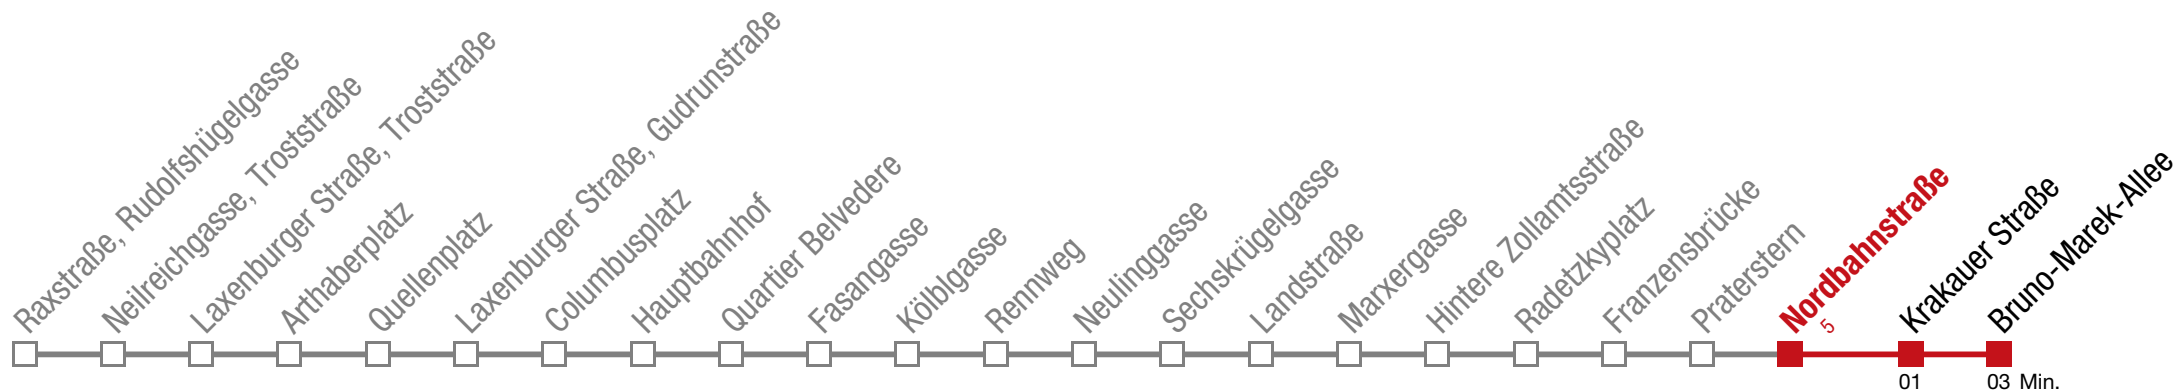 Raxstraße, Rudolfshügelgasse
Neilreichgasse, Troststraße
Laxenburger Straße, Troststraße
Arthaberplatz
Quellenplatz
Laxenburger Straße, Gudrunstraße
Columbusplatz
Hauptbahnhof
Quartier Belvedere
Fasangasse
Kölblgasse
Rennweg
Neulinggasse
Sechskrügelgasse
Landstraße
Marxergasse
Hintere Zollamtsstraße
Radetzkyplatz
Franzensbrücke
Praterstern
Nordbahnstraße
5
Krakauer Straße
Bruno-Marek-Allee
01
03 Min.